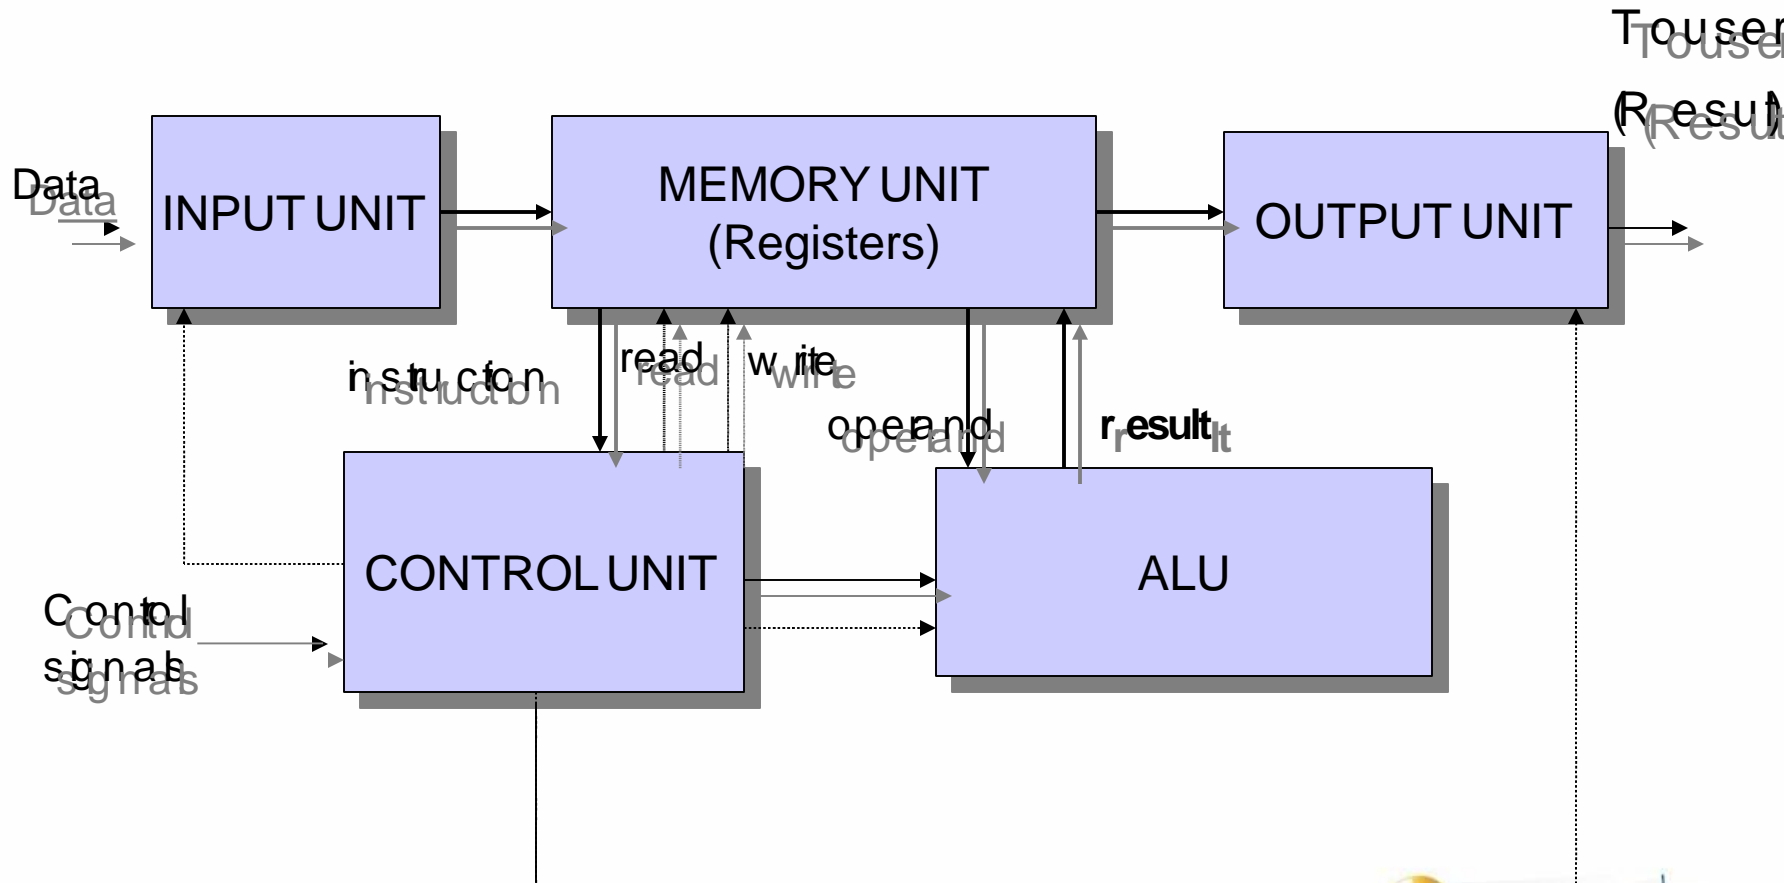 To user
(Result)
Data
INPUT UNIT
MEMORY UNIT
(Registers)
OUTPUT UNIT
instruction
read
write
operand
result
CONTROL UNIT
ALU
Control
signals